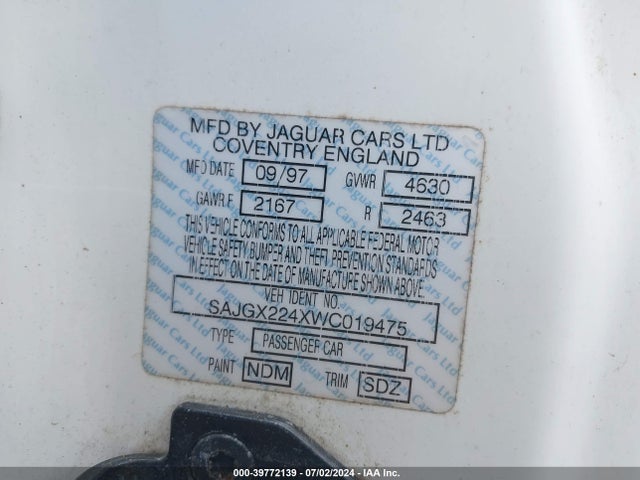 MFD BY JAGUAR CARS LTD
COVENTRY ENGLAND
MFD DATE 09/97 GVWR 4630
GAWR F 2167 R 2463
THIS VEHICLE CONFORMS TO ALL APPLICABLE FEDERAL MOTOR
VEHICLE SAFETY BUMPER AND THEFT PREVENTION STANDARDS
IN EFFECT ON THE DATE OF MANUFACTURE SHOWN ABOVE
VEH IDENT NO.
SAJGX224XWC019475
TYPE PASSENGER CAR
PAINT NDM TRIM SDZ
000-39772139 - 07/02/2024 - IAA Inc.